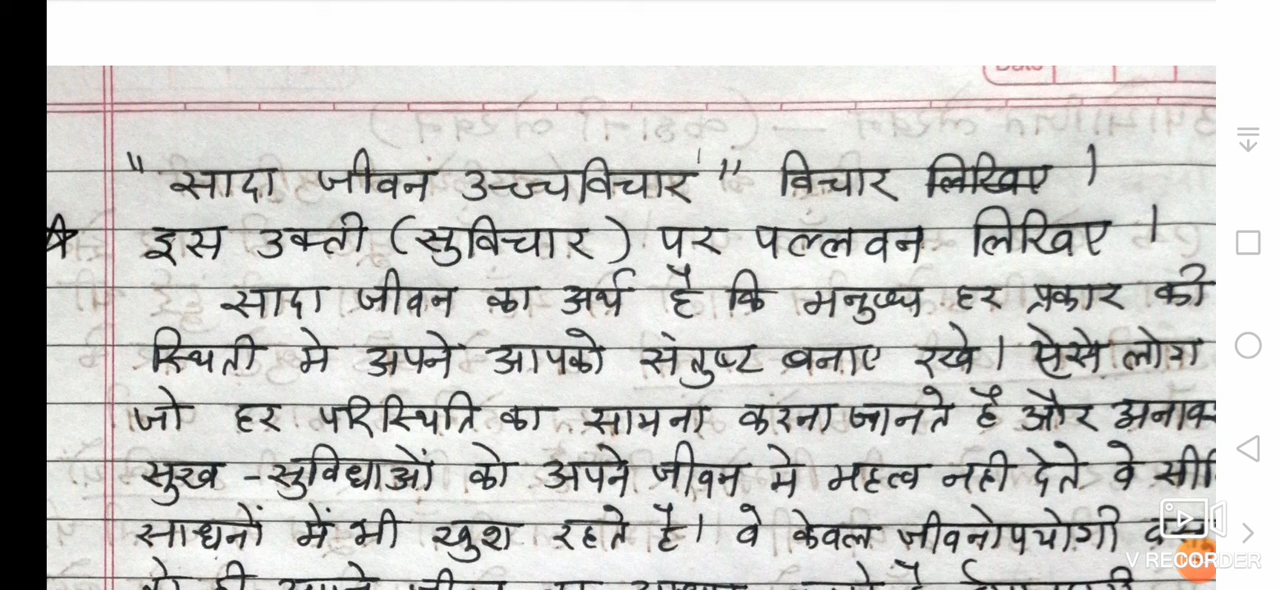 Date
" सादा जीवन उच्चविचार " विचार लिखिए ।
इस उक्ती (सुविचार) पर पल्लवन लिखिए ।
सादा जीवन का अर्थ है कि मनुष्य हर प्रकार की
स्थिती मे अपने आपको संतुष्ट बनाए रखे। ऐसे लोग
जो हर परिस्थिति का सामना करना जानते है और
सुख -सुविधाओं को अपने जीवन मे महत्व नही देते वे
साधनों में भी खुश रहते है। वे केवल जीवनोपयोगी
V RECORDER